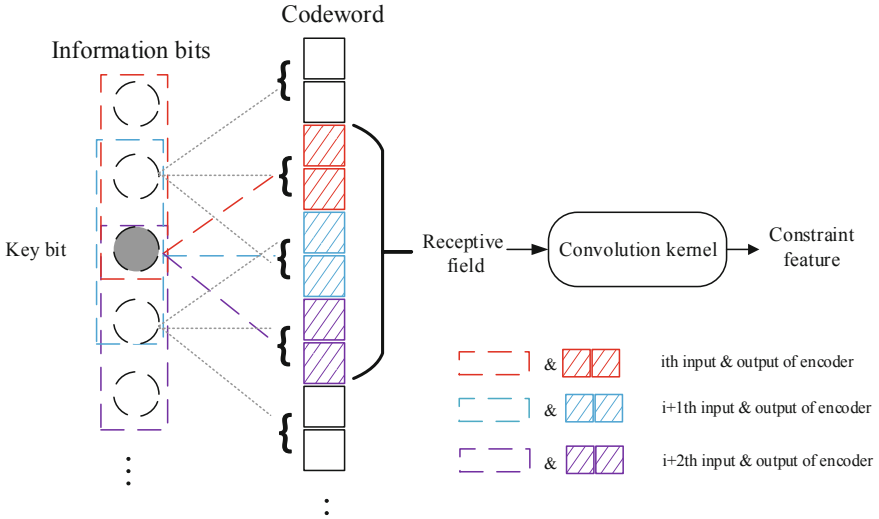 Codeword
Information bits
Key bit
Receptive
field
Convolution kernel
Constraint
feature
& ith input & output of encoder
& i+1th input & output of encoder
& i+2th input & output of encoder